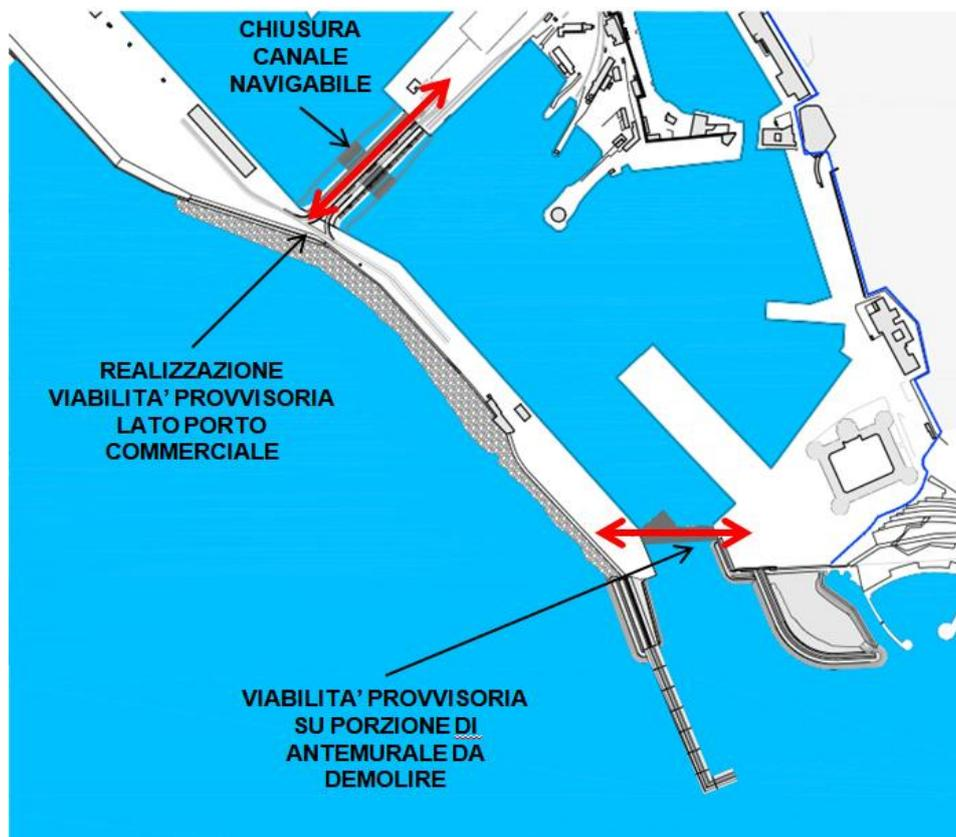 CHIUSURA
CANALE
NAVIGABILE
REALIZZAZIONE
VIABILITA’ PROVVISORIA
LATO PORTO
COMMERCIALE
VIABILITA’ PROVVISORIA
SU PORZIONE DI
ANTEMURALE DA
DEMOLIRE